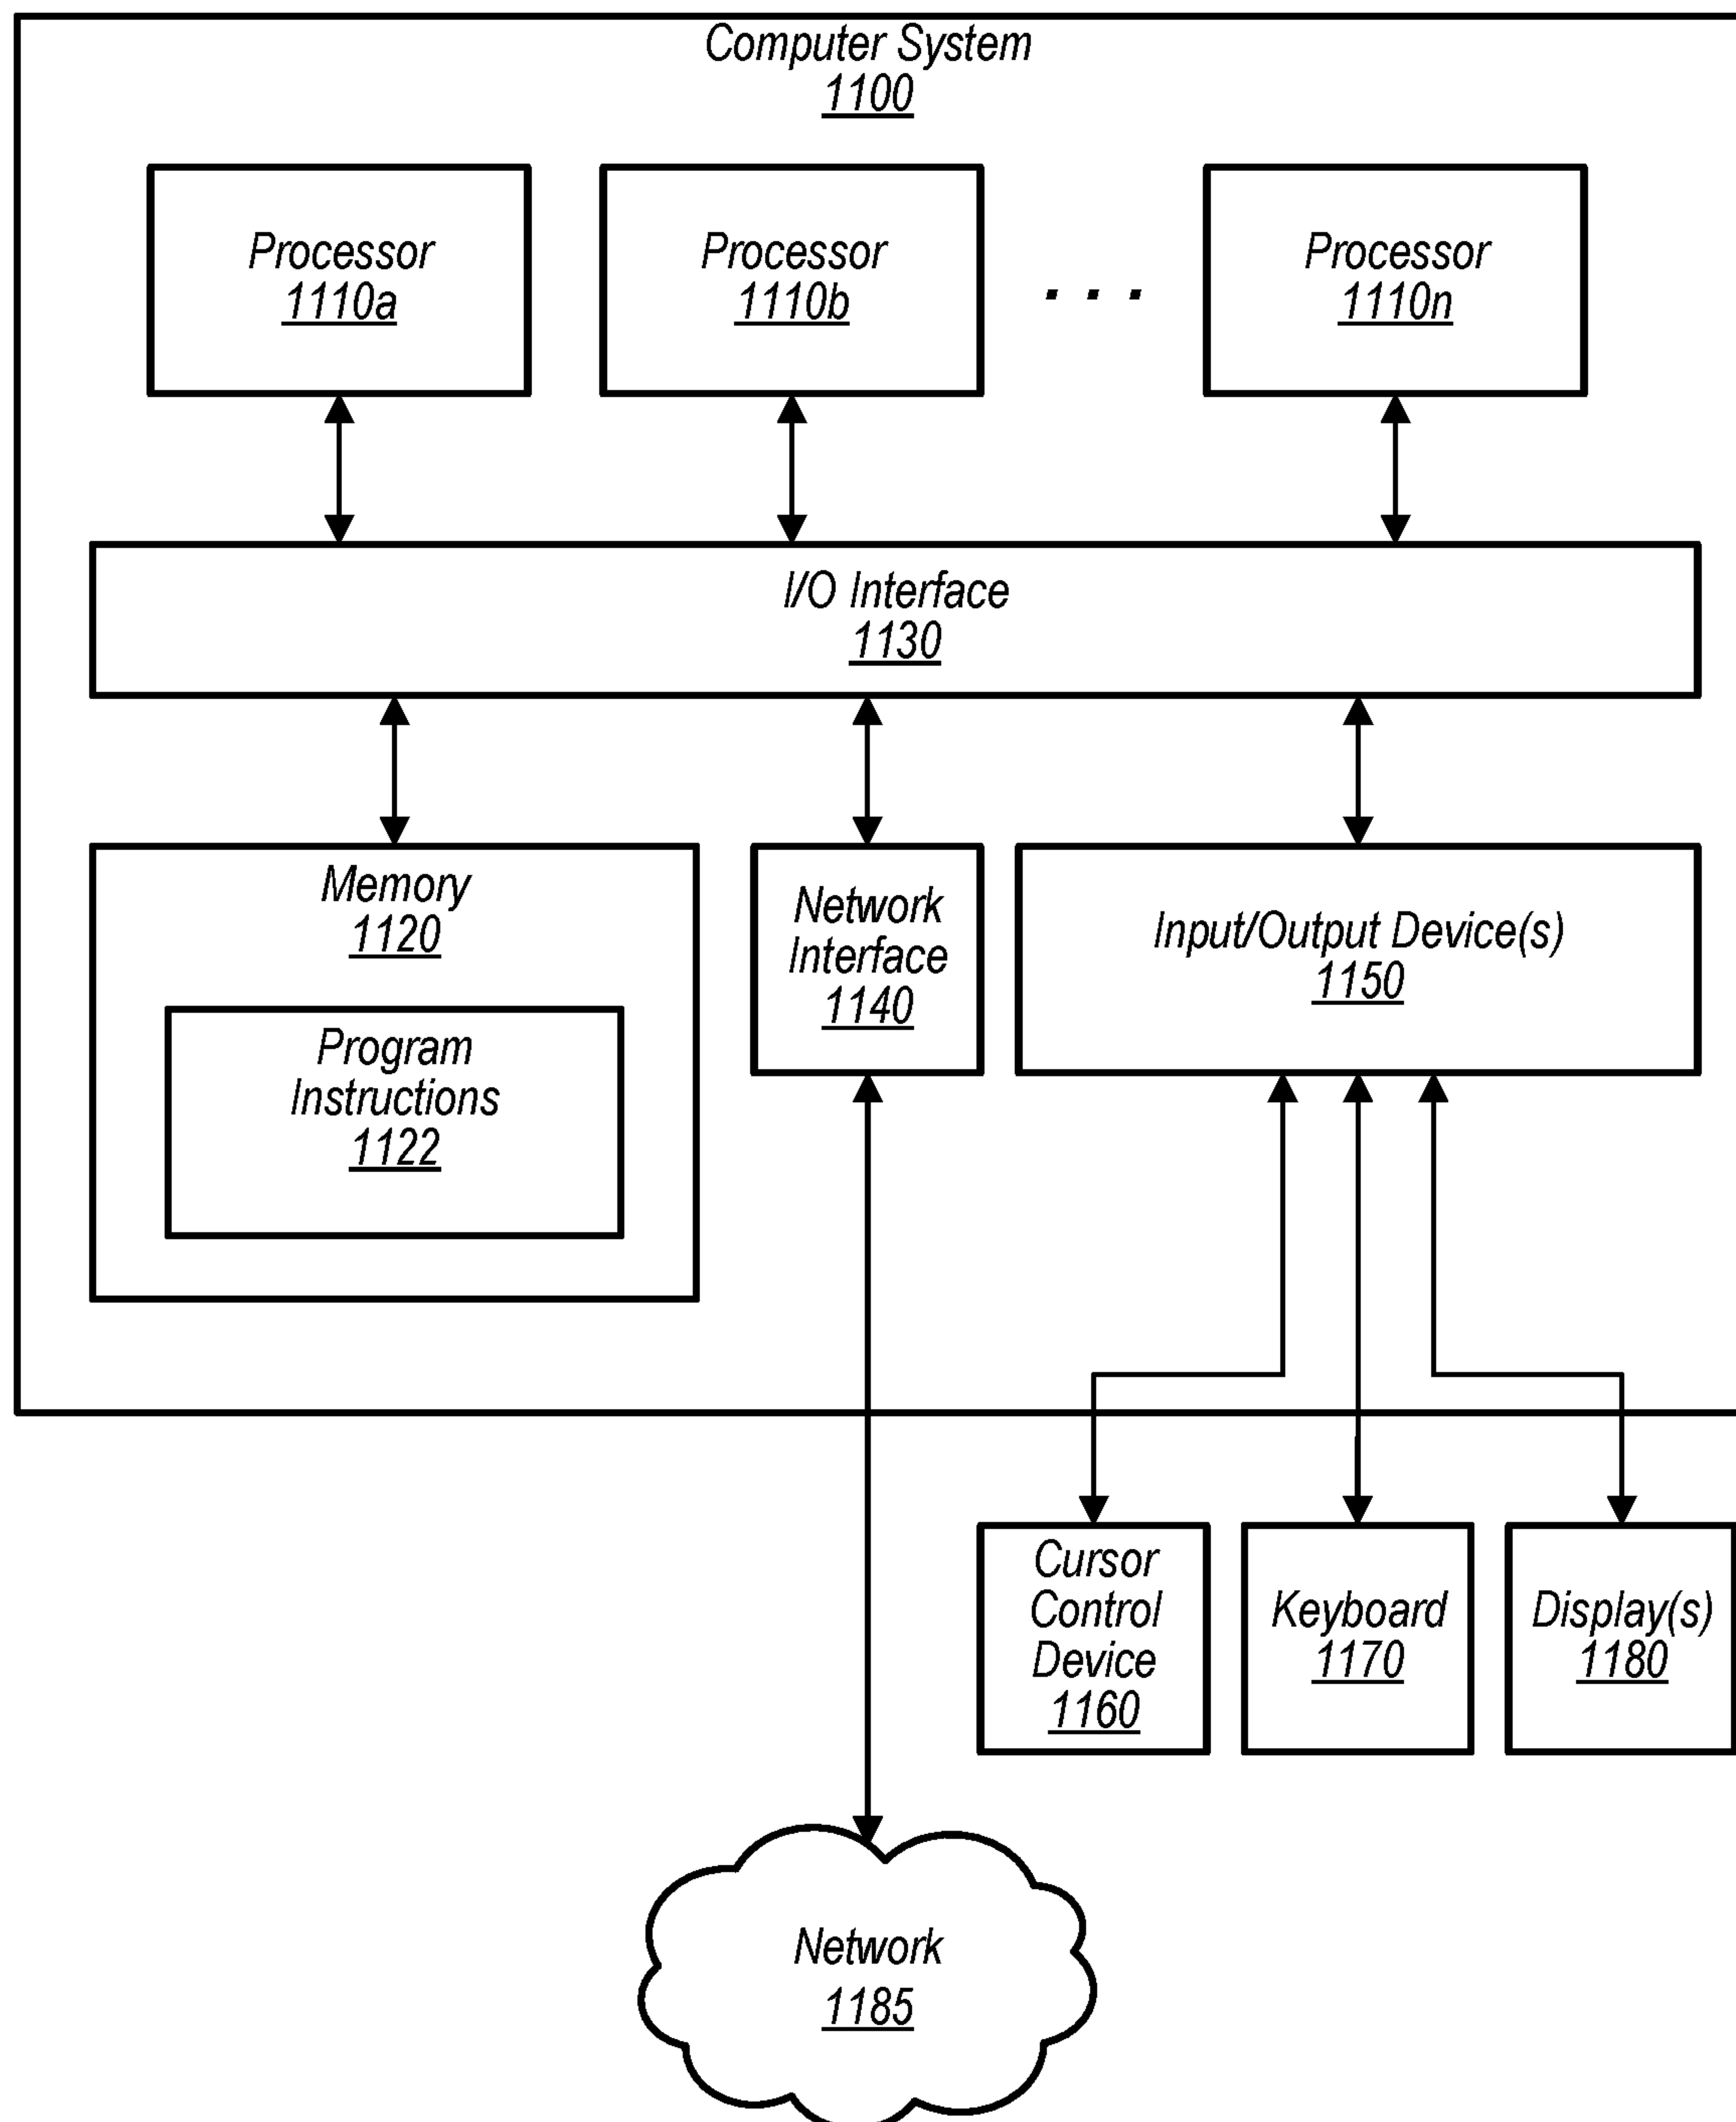 Computer System
1100
Processor
1110a
Processor
1110b
. . .
Processor
1110n
I/O Interface
1130
Memory
1120
Program
Instructions
1122
Network
Interface
1140
Input/Output Device(s)
1150
Cursor
Control
Device
1160
Keyboard
1170
Display(s)
1180
Network
1185